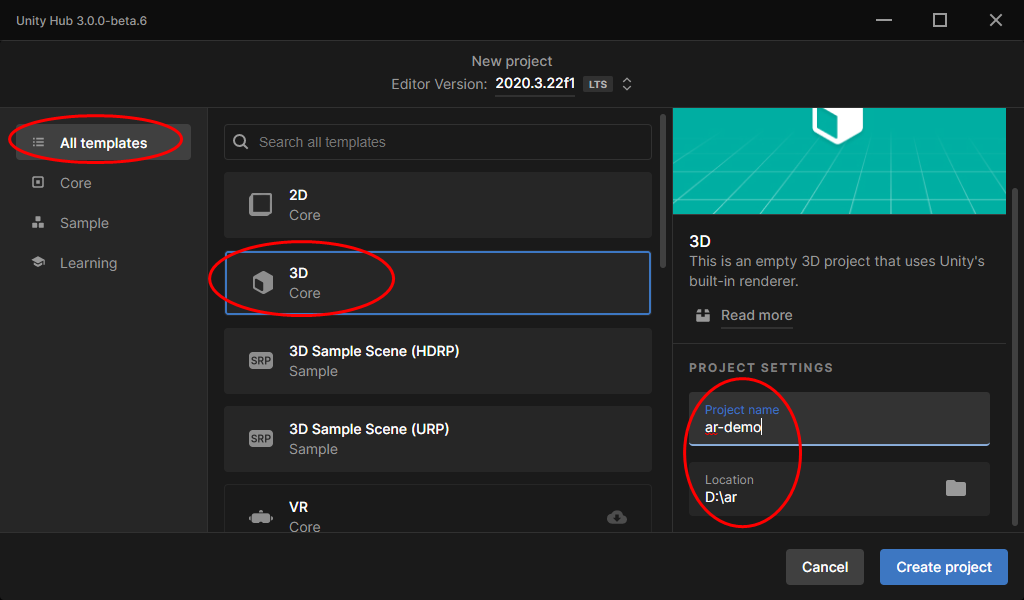 Unity Hub 3.0.0-beta.6
New project
Editor Version: 2020.3.22f1 LTS
All templates
Core
Sample
Learning
Search all templates
2D
Core
3D
Core
SRP
3D Sample Scene (HDRP)
Sample
SRP
3D Sample Scene (URP)
Sample
VR
Core
3D
This is an empty 3D project that uses Unity's
built-in renderer.
Read more
PROJECT SETTINGS
Project name
ar-demo
Location
D:\ar
Cancel
Create project